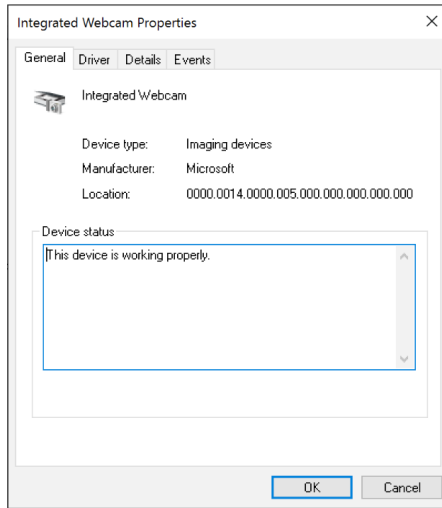 Integrated Webcam Properties
General Driver Details Events
Integrated Webcam
Device type: Imaging devices
Manufacturer: Microsoft
Location: 0000.0014.0000.005.000.000.000.000.000
Device status
This device is working properly.
OK Cancel